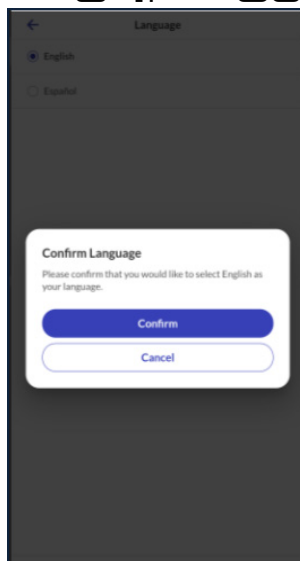 Language
English
Español
Confirm Language
Please confirm that you would like to select English as
your language.
Confirm
Cancel